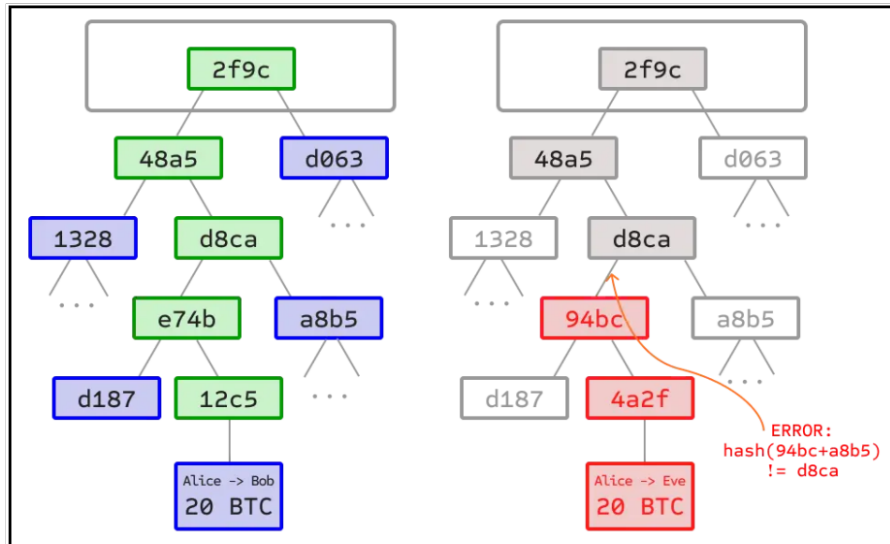 2f9c
48a5
d063
1328
d8ca
...
...
e74b
a8b5
d187
12c5
...
Alice -> Bob
20 BTC
2f9c
48a5
d063
1328
d8ca
...
...
94bc
a8b5
d187
4a2f
...
ERROR:
hash(94bc+a8b5)
!= d8ca
Alice -> Eve
20 BTC